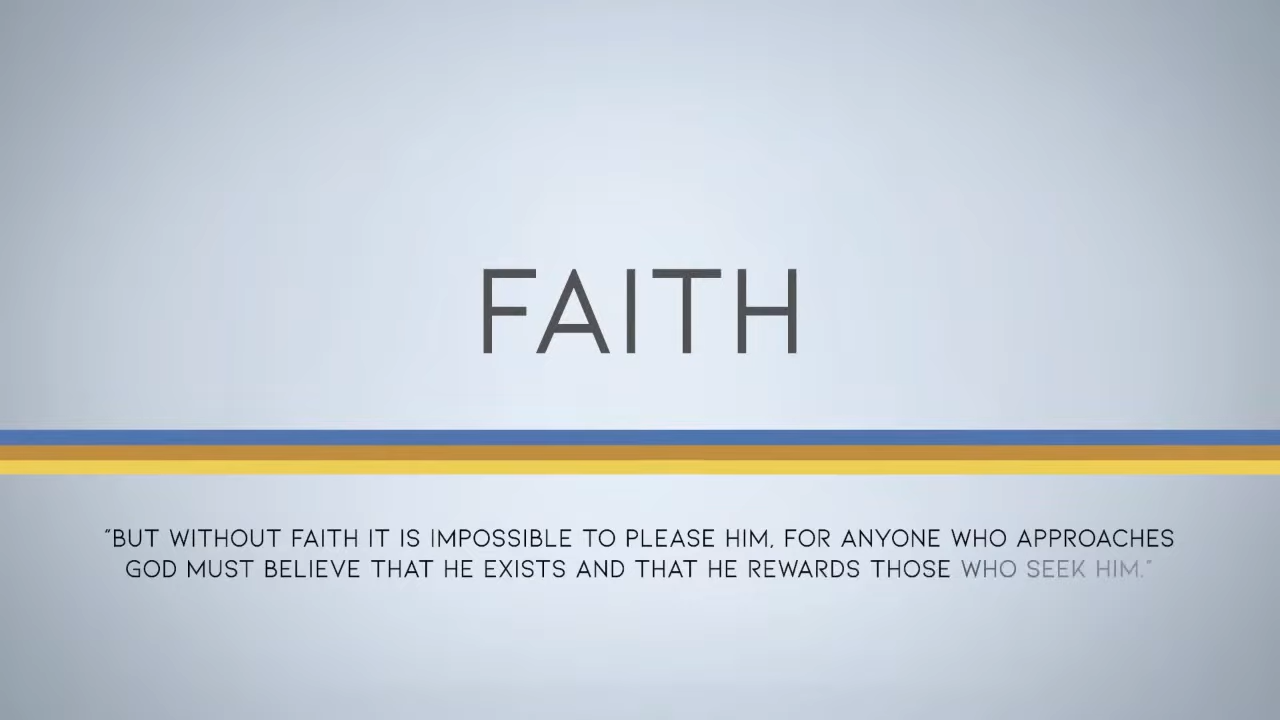 FAITH
"BUT WITHOUT FAITH IT IS IMPOSSIBLE TO PLEASE HIM, FOR ANYONE WHO APPROACHES
GOD MUST BELIEVE THAT HE EXISTS AND THAT HE REWARDS THOSE WHO SEEK HIM."